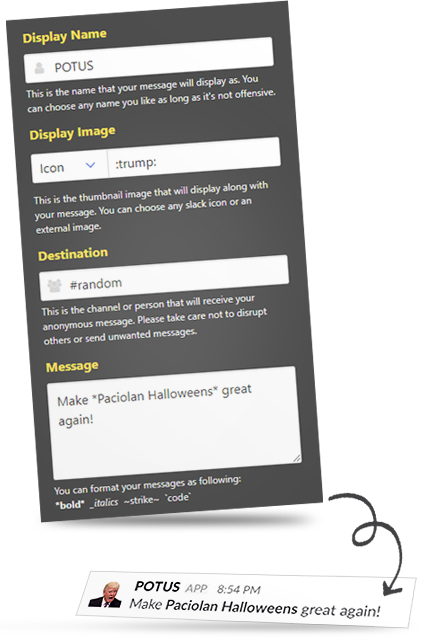 Display Name
POTUS
This is the name that your message will display as. You
can choose any name you like as long as it's not offensive.
Display Image
Icon :trump:
This is the thumbnail image that will display along with
your message. You can choose any slack icon or an
external image.
Destination
#random
This is the channel or person that will receive your
anonymous message. Please take care not to disrupt
others or send unwanted messages.
Message
Make *Paciolan Halloweens* great
again!
You can format your messages as following:
*bold* _italics ~strike~ `code`
POTUS APP 8:54 PM
Make Paciolan Halloweens great again!